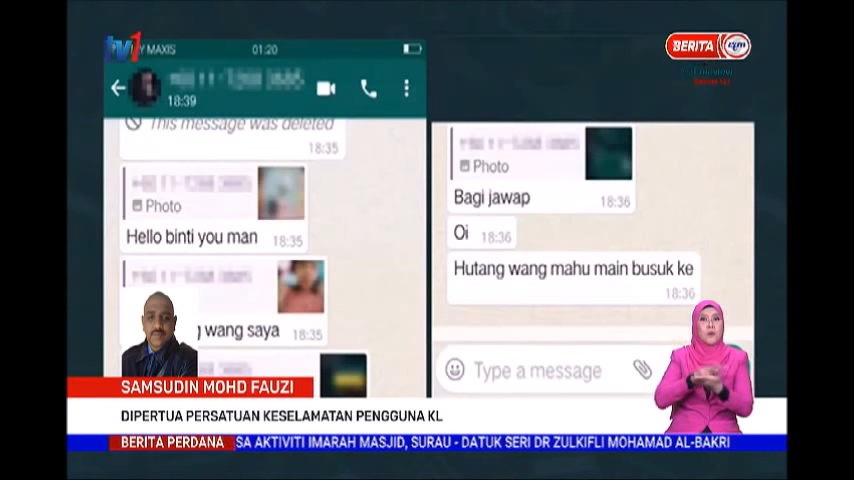 tv1
MY MAXIS
01:20
BERITA rtm
18:39
This message was deleted
18:35
Photo
Hello binti you man
18:35
wang saya
18:35
Photo
Bagi jawap
18:36
Oi
18:36
Hutang wang mahu main busuk ke
18:36
Type a message
SAMSUDIN MOHD FAUZI
DIPERTUA PERSATUAN KESELAMATAN PENGGUNA KL
BERITA PERDANA
SA AKTIVITI IMARAH MASJID, SURAU - DATUK SERI DR ZULKIFLI MOHAMAD AL-BAKRI